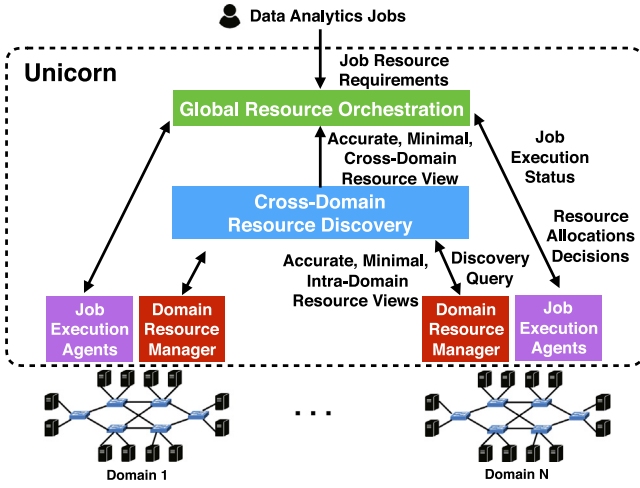 Data Analytics Jobs
Unicorn
Job Resource
Requirements
Global Resource Orchestration
Accurate, Minimal,
Cross-Domain
Resource View
Job
Execution
Status
Cross-Domain
Resource Discovery
Resource
Allocations
Decisions
Accurate, Minimal,
Intra-Domain
Resource Views
Discovery
Query
Job
Execution
Agents
Domain
Resource
Manager
Domain
Resource
Manager
Job
Execution
Agents
. . .
Domain 1
Domain N